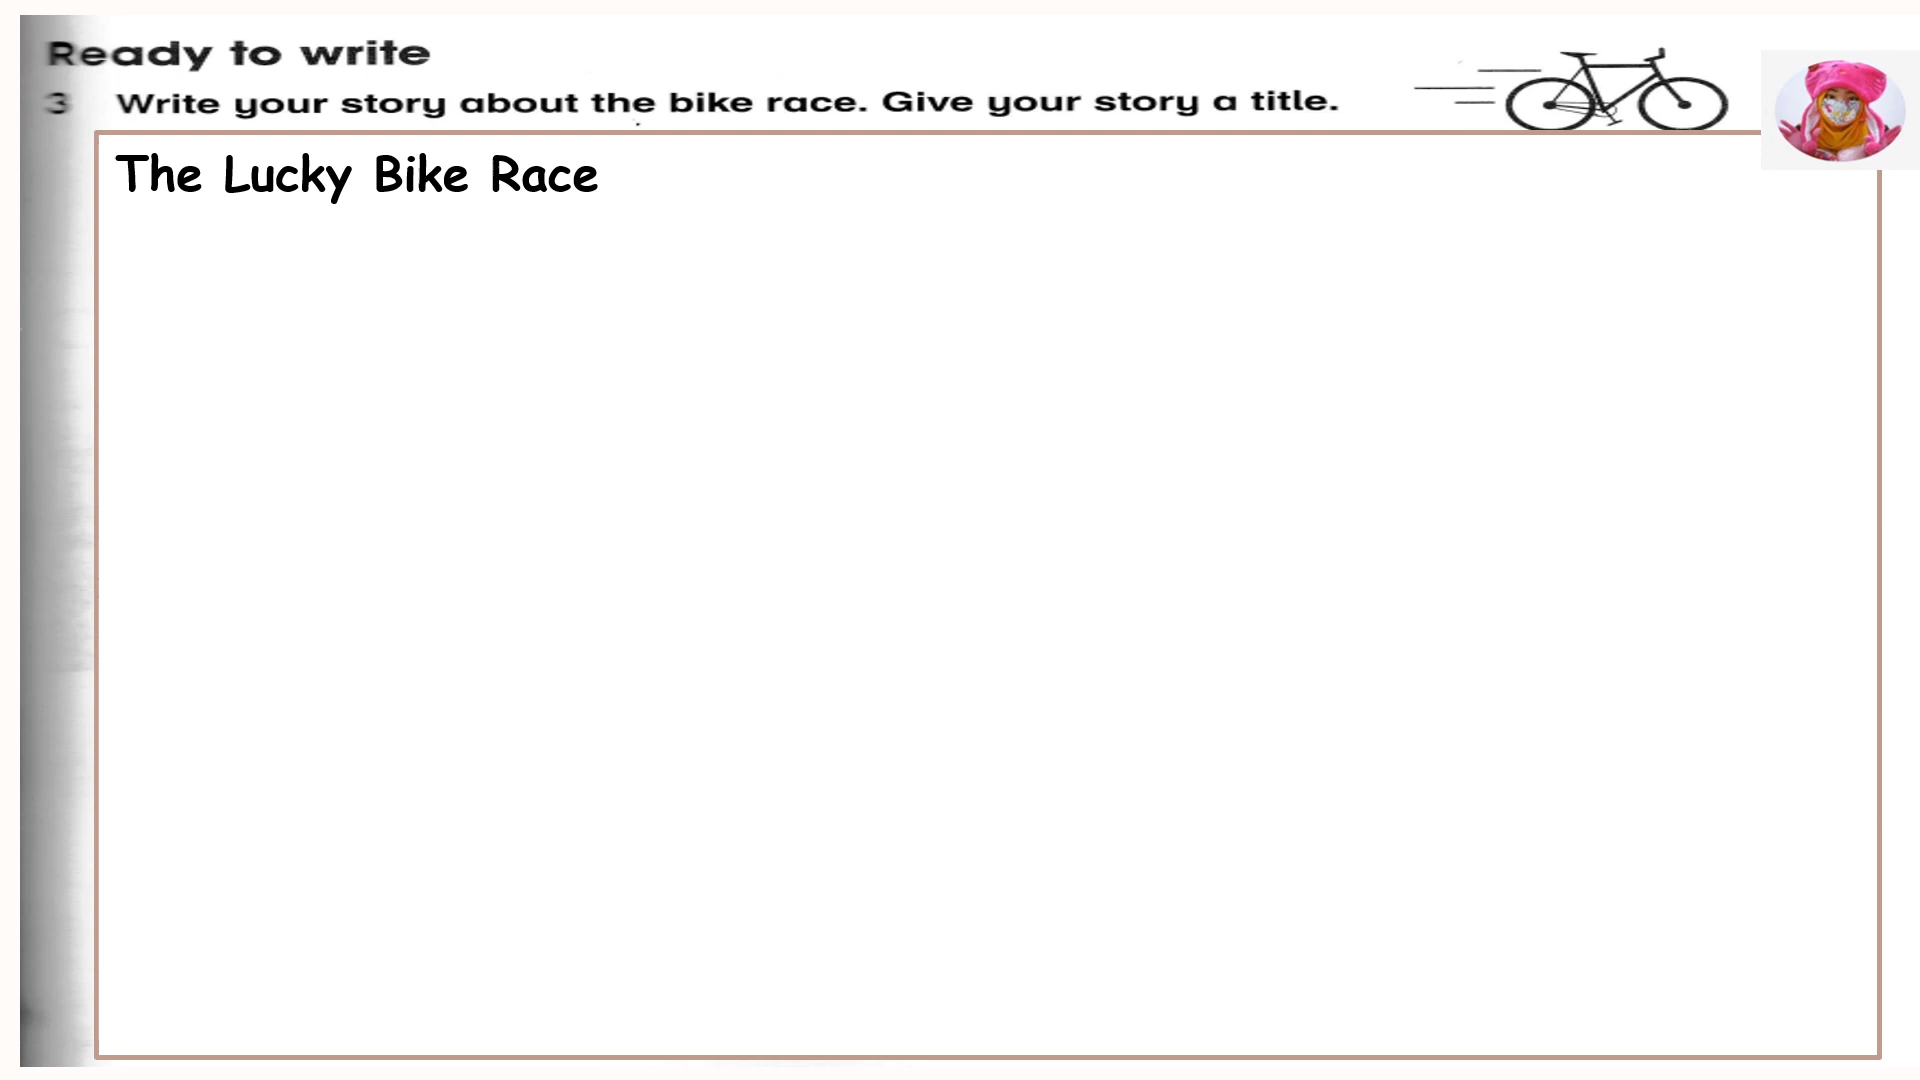 Ready to write
3 Write your story about the bike race. Give your story a title.
The Lucky Bike Race